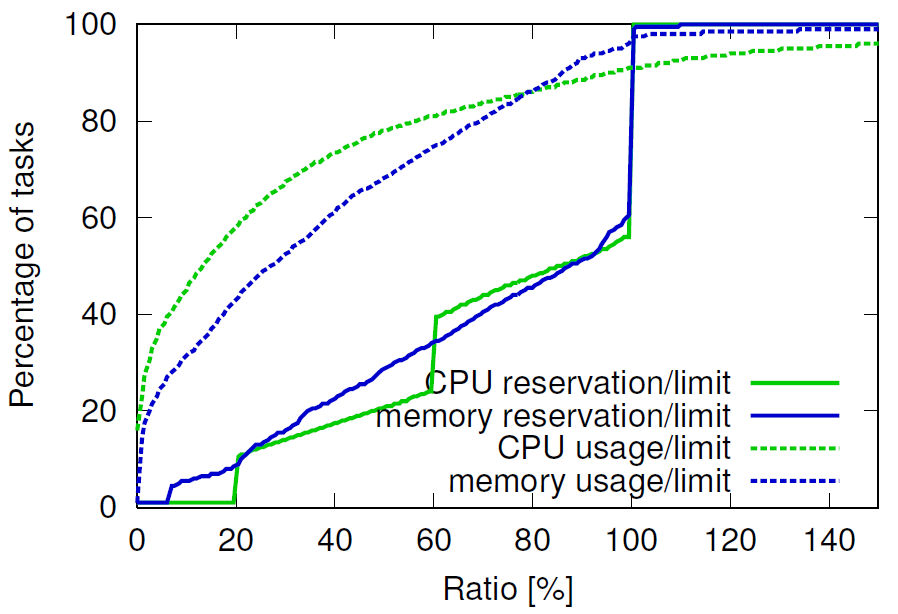 100
80
60
40
20
0
Percentage of tasks
CPU reservation/limit
memory reservation/limit
CPU usage/limit
memory usage/limit
0 20 40 60 80 100 120 140
Ratio [%]